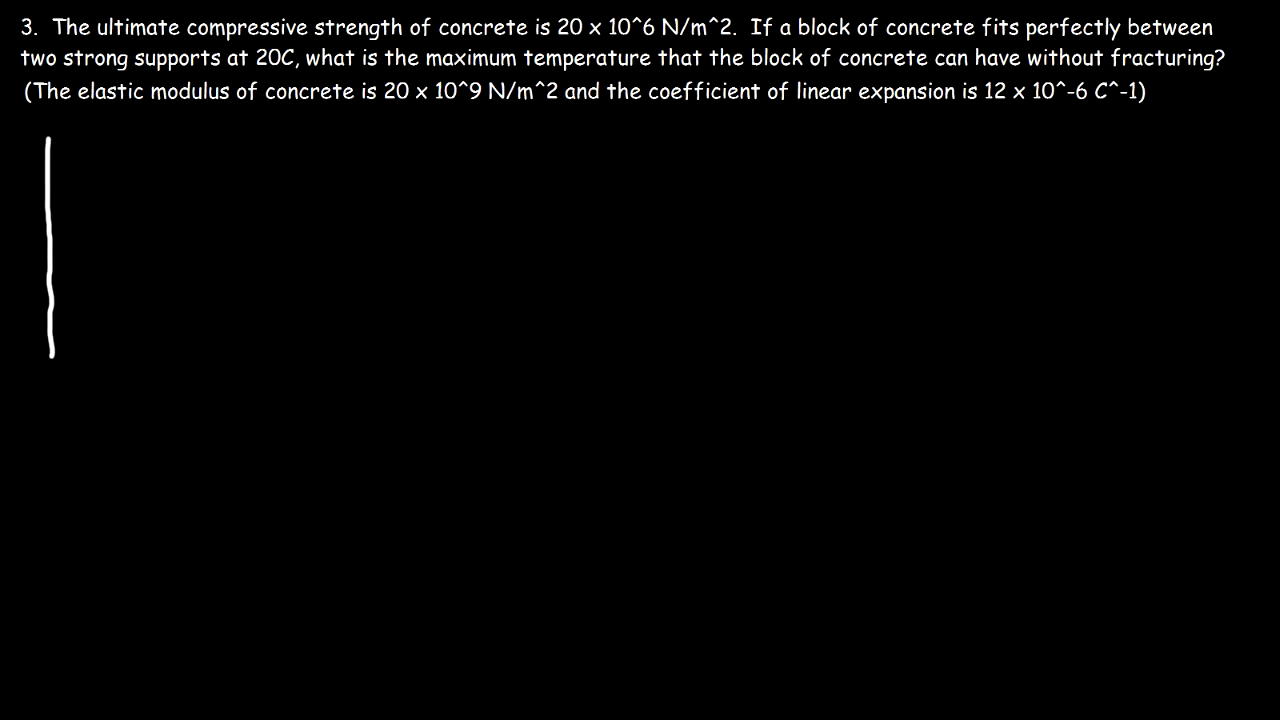 3. The ultimate compressive strength of concrete is 20 x 10^6 N/m^2. If a block of concrete fits perfectly between
two strong supports at 20C, what is the maximum temperature that the block of concrete can have without fracturing?
(The elastic modulus of concrete is 20 x 10^9 N/m^2 and the coefficient of linear expansion is 12 x 10^-6 C^-1)